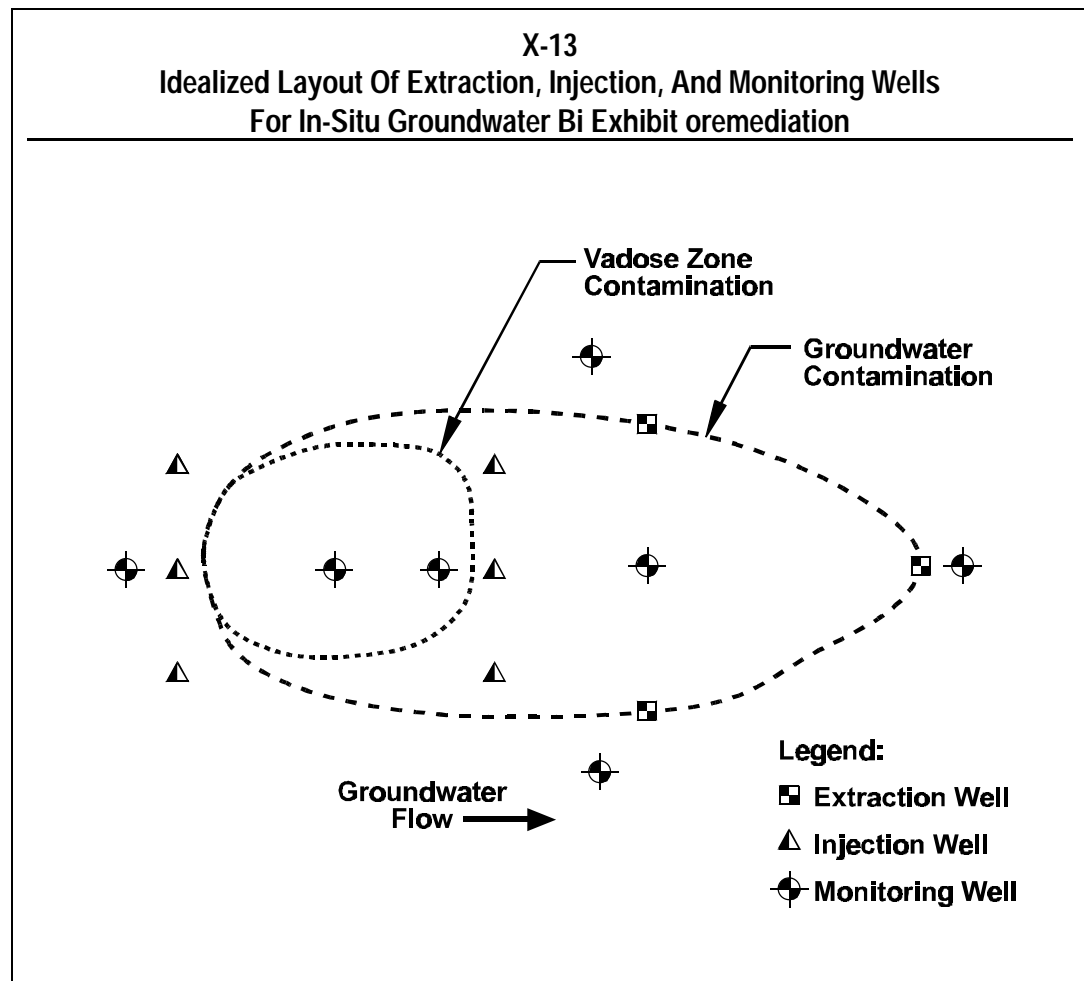 X-13
Idealized Layout Of Extraction, Injection, And Monitoring Wells
For In-Situ Groundwater Bi Exhibit oremediation
Vadose Zone
Contamination
Groundwater
Contamination
Groundwater
Flow
Legend:
Extraction Well
Injection Well
Monitoring Well